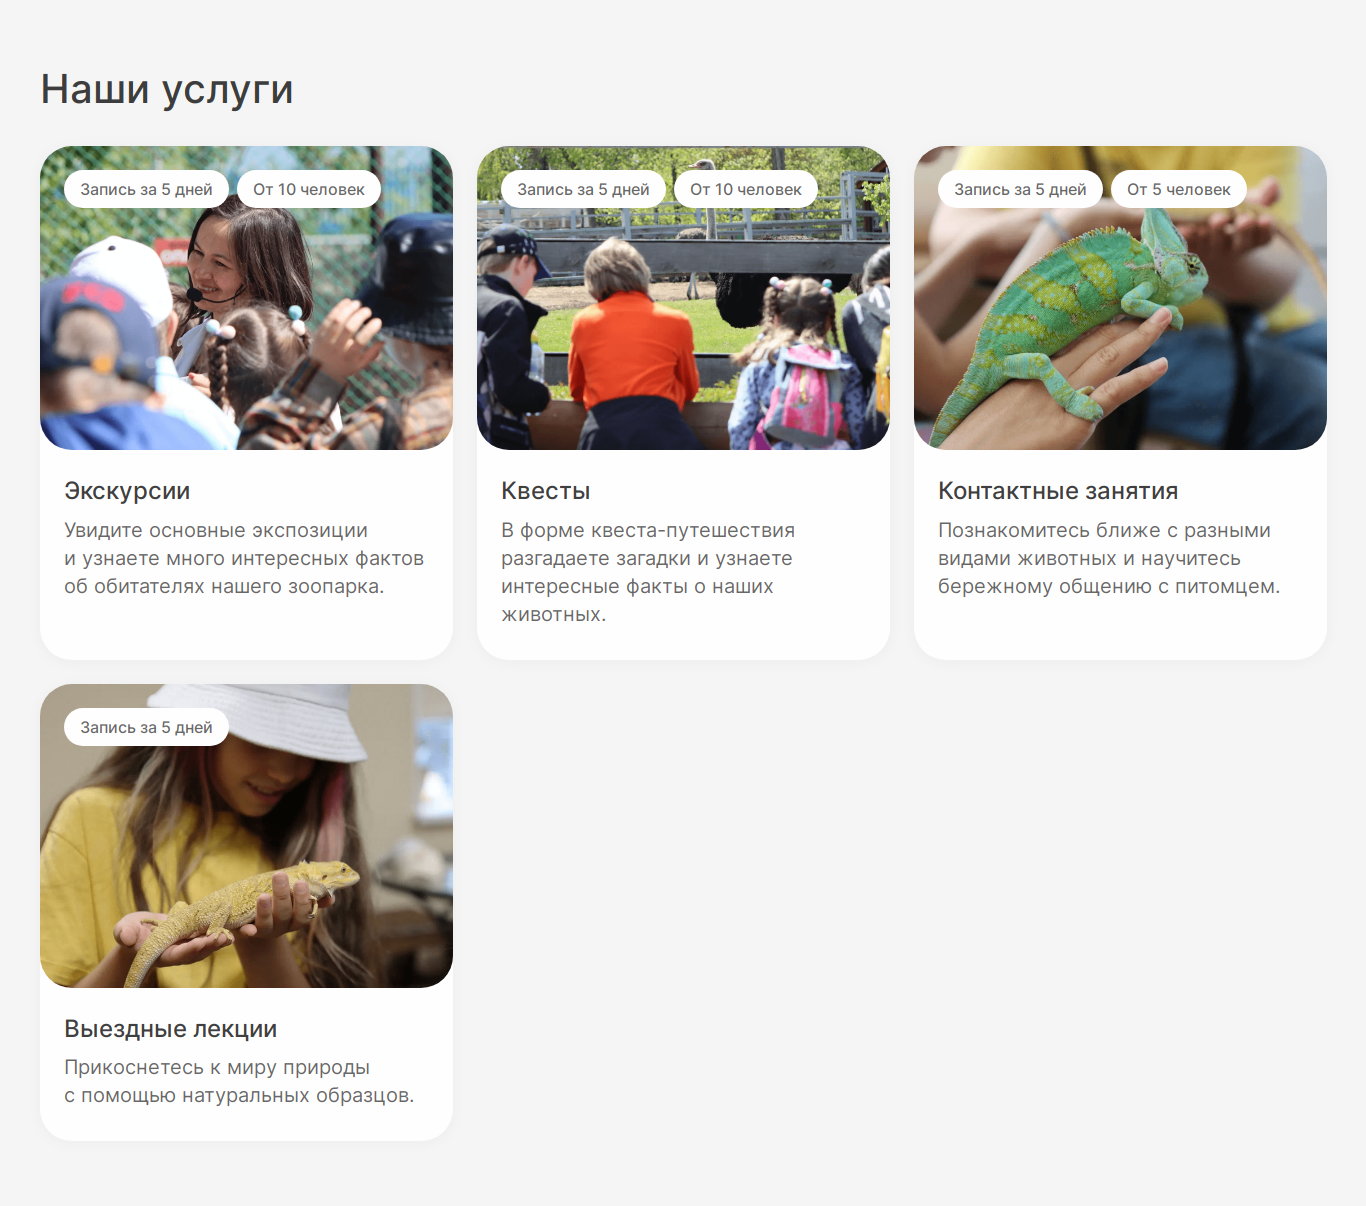 Наши услуги
Запись за 5 дней
От 10 человек
Экскурсии
Увидите основные экспозиции
и узнаете много интересных фактов
об обитателях нашего зоопарка.
Запись за 5 дней
От 10 человек
Квесты
В форме квеста-путешествия
разгадаете загадки и узнаете
интересные факты о наших
животных.
Запись за 5 дней
От 5 человек
Контактные занятия
Познакомитесь ближе с разными
видами животных и научитесь
бережному общению с питомцем.
Запись за 5 дней
Выездные лекции
Прикоснетесь к миру природы
с помощью натуральных образцов.